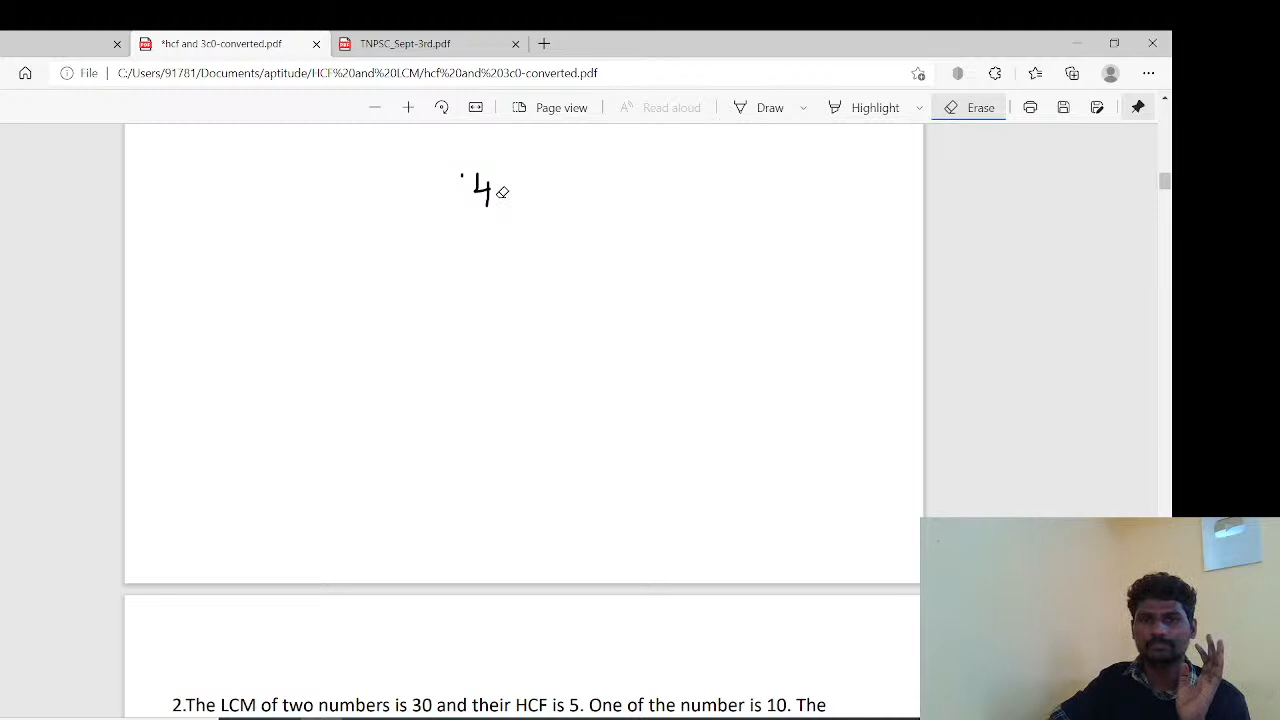 *hcf and 3c0-converted.pdf
TNPSC_Sept-3rd.pdf
File
C:/Users/91781/Documents/aptitude/HCF%20and%20LCM/hcf%20and%203c0-converted.pdf
Page view
Read aloud
Draw
Highlight
Erase
4
2.The LCM of two numbers is 30 and their HCF is 5. One of the number is 10. The